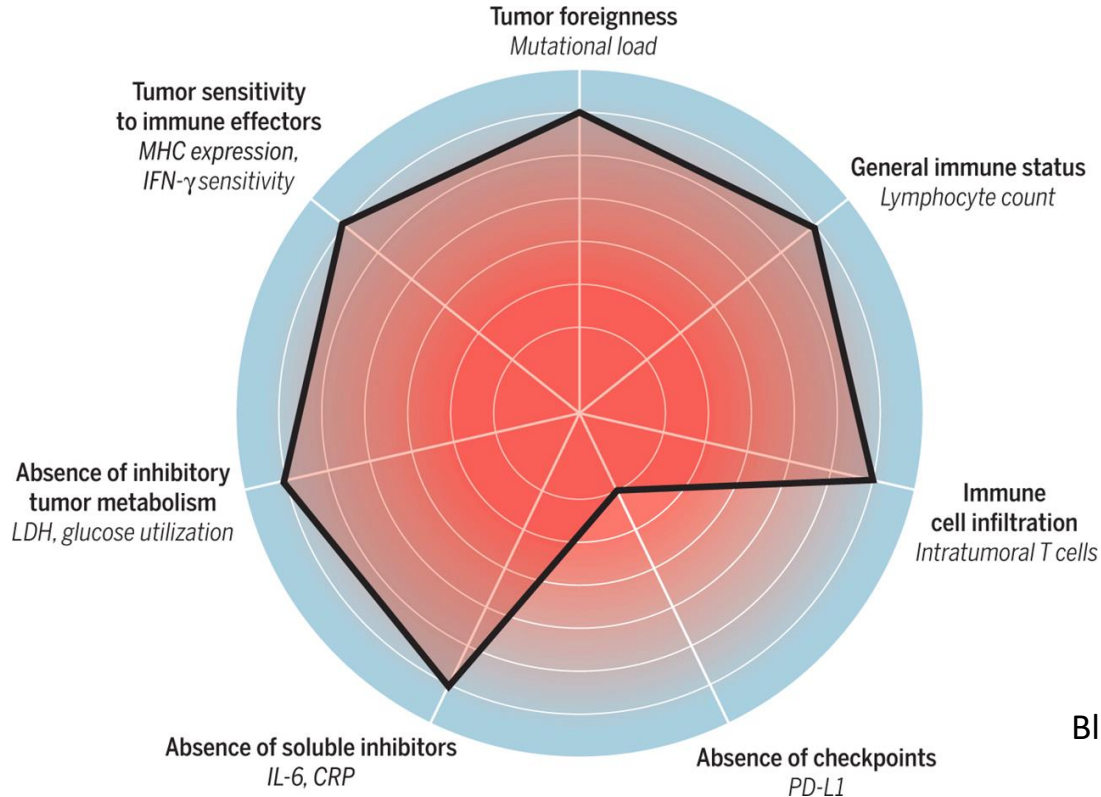 Tumor foreignness
Mutational load
Tumor sensitivity
to immune effectors
MHC expression,
IFN-γ sensitivity
General immune status
Lymphocyte count
Absence of inhibitory
tumor metabolism
LDH, glucose utilization
Immune
cell infiltration
Intratumoral T cells
Absence of soluble inhibitors
IL-6, CRP
Absence of checkpoints
PD-L1
Bl